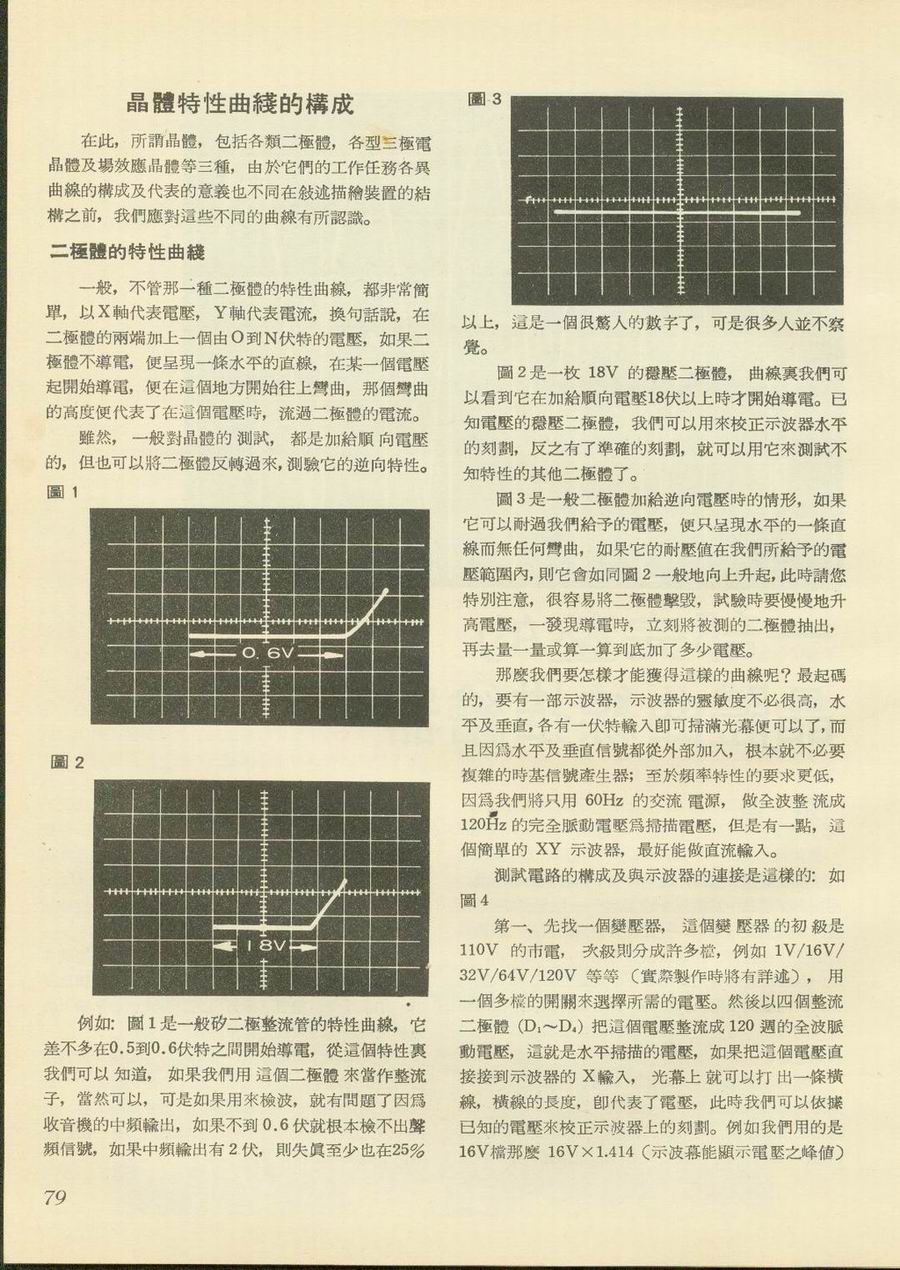 晶體特性曲綫的構成
在此，所謂晶體，包括各類二極體，各型三極電
晶體及場效應晶體等三種，由於它們的工作任務各異
曲線的構成及代表的意義也不同在敍述描繪裝置的結
構之前，我們應對這些不同的曲線有所認識。
二極體的特性曲綫
一般，不管那一種二極體的特性曲線，都非常簡
單，以X軸代表電壓，Y軸代表電流，換句話說，在
二極體的兩端加上一個由O到N伏特的電壓，如果二
極體不導電，便呈現一條水平的直線，在某一個電壓
起開始導電，便在這個地方開始往上彎曲，那個彎曲
的高度便代表了在這個電壓時，流過二極體的電流。
雖然，一般對晶體的測試，都是加給順向電壓
的，但也可以將二極體反轉過來，測驗它的逆向特性。
圖 1
0.6V
圖 2
18V
例如：圖1是一般矽二極整流管的特性曲線，它
差不多在0.5到0.6伏特之間開始導電，從這個特性裏
我們可以知道，如果我們用這個二極體來當作整流
子，當然可以，可是如果用來檢波，就有問題了因爲
收音機的中頻輸出，如果不到0.6伏就根本檢不出聲
頻信號，如果中頻輸出有2伏，則失眞至少也在25%
79
圖 3
以上，這是一個很驚人的數字了，可是很多人並不察
覺。
圖2是一枚 18V 的穩壓二極體，曲線裏我們可
以看到它在加給順向電壓18伏以上時才開始導電。已
知電壓的穩壓二極體，我們可以用來校正示波器水平
的刻劃，反之有了準確的刻劃，就可以用它來測試不
知特性的其他二極體了。
圖3是一般二極體加給逆向電壓時的情形，如果
它可以耐過我們給予的電壓，便只呈現水平的一條直
線而無任何彎曲，如果它的耐壓值在我們所給予的電
壓範圍內，則它會如同圖2一般地向上升起，此時請您
特別注意，很容易將二極體擊毀，試驗時要慢慢地升
高電壓，一發現導電時，立刻將被測的二極體抽出，
再去量一量或算一算到底加了多少電壓。
那麽我們要怎樣才能獲得這樣的曲線呢？最起碼
的，要有一部示波器，示波器的靈敏度不必很高，水
平及垂直，各有一伏特輸入卽可掃滿光幕便可以了，而
且因爲水平及垂直信號都從外部加入，根本就不必要
複雜的時基信號產生器；至於頻率特性的要求更低，
因爲我們將只用 60Hz 的交流電源，做全波整流成
120Hz 的完全脈動電壓爲掃描電壓，但是有一點，這
個簡單的 XY 示波器，最好能做直流輸入。
測試電路的構成及與示波器的連接是這樣的：如
圖4
第一、先找一個變壓器，這個變壓器的初級是
110V 的市電，次級則分成許多檔，例如 1V/16V/
32V/64V/120V 等等（實際製作時將有詳述），用
一個多檔的開關來選擇所需的電壓。然後以四個整流
二極體 (D₁～D₄) 把這個電壓整流成 120 週的全波脈
動電壓，這就是水平掃描的電壓，如果把這個電壓直
接接到示波器的 X輸入，光幕上就可以打出一條橫
線，橫線的長度，卽代表了電壓，此時我們可以依據
已知的電壓來校正示波器上的刻劃。例如我們用的是
16V檔那麽 16V×1.414（示波幕能顯示電壓之峰値）